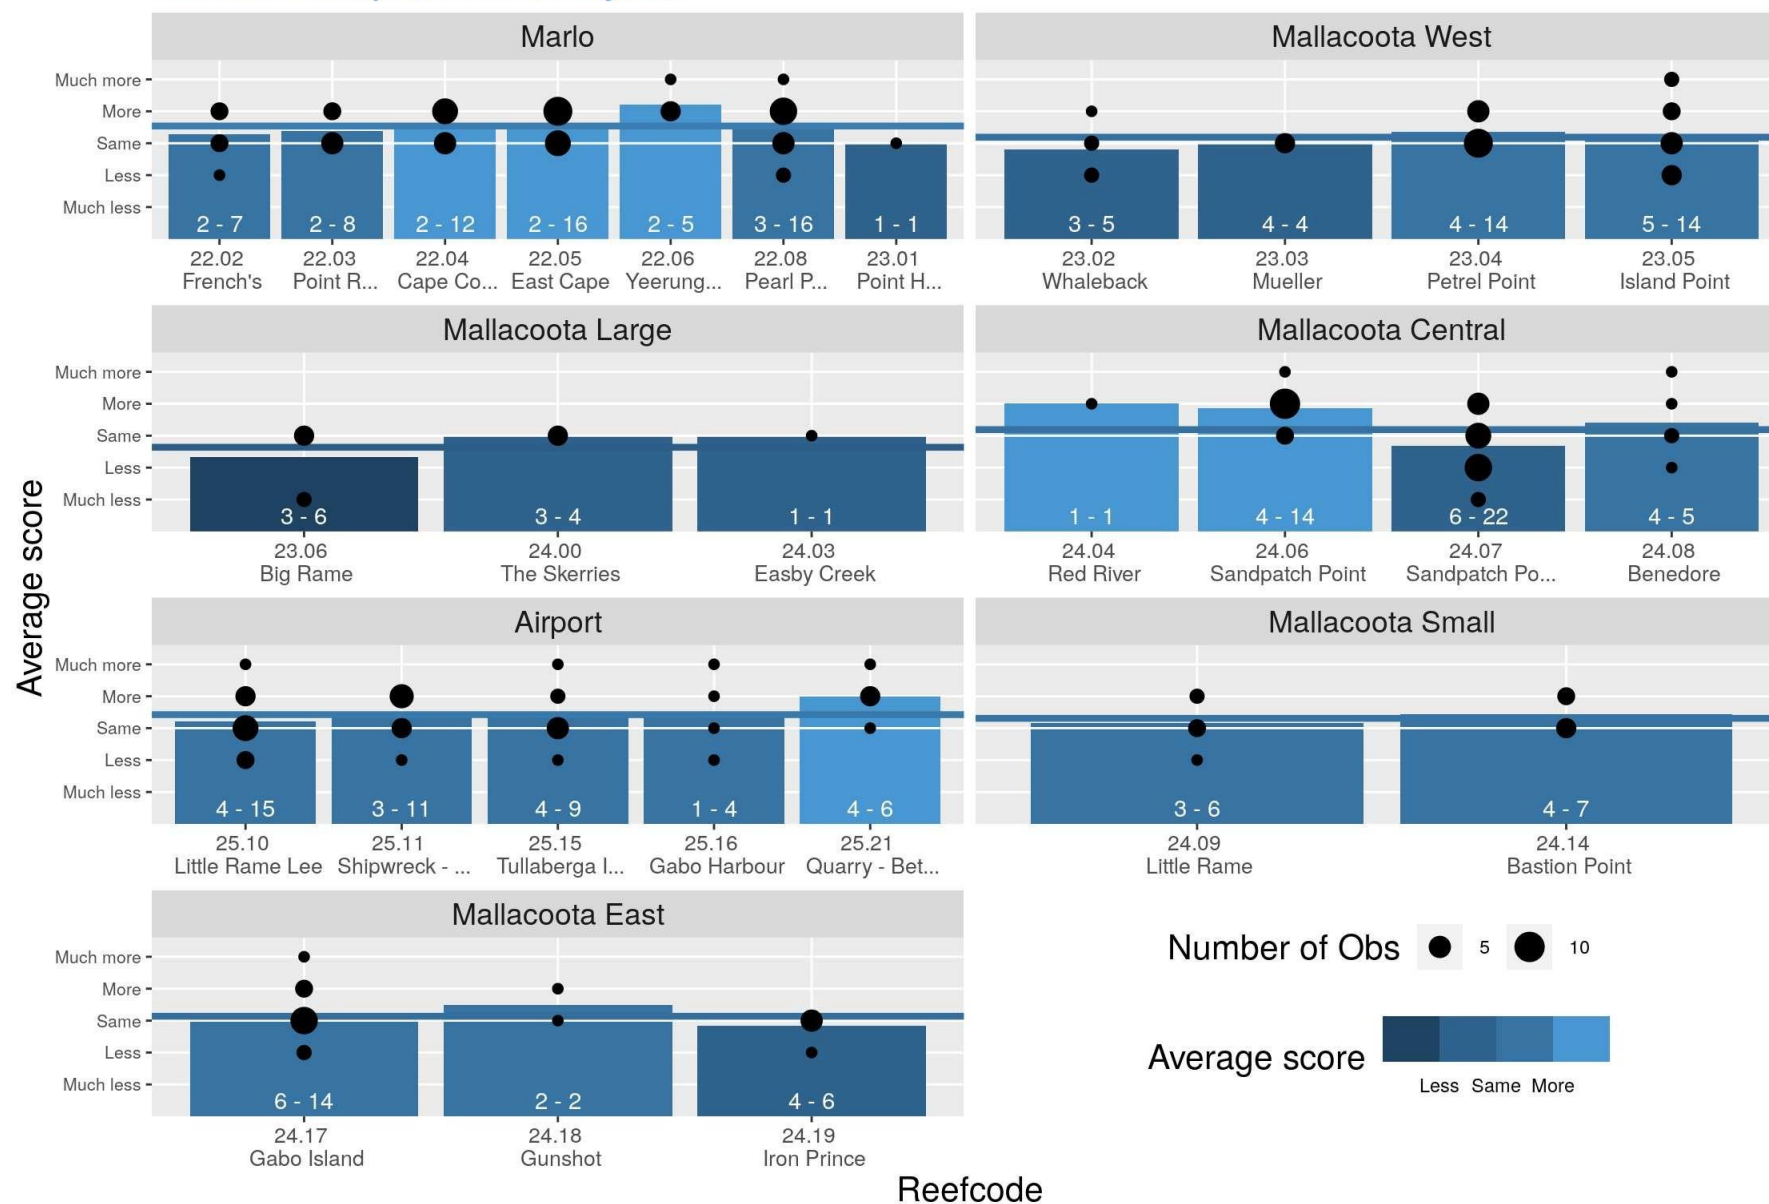 Marlo
Mallacoota West
Much more
More
Same
Less
Much less
2 - 7
2 - 8
2 - 12
2 - 16
2 - 5
3 - 16
1 - 1
3 - 5
4 - 4
4 - 14
5 - 14
22.02
22.03
22.04
22.05
22.06
22.08
23.01
23.02
23.03
23.04
23.05
French's
Point R...
Cape Co...
East Cape
Yeerung...
Pearl P...
Point H...
Whaleback
Mueller
Petrel Point
Island Point
Mallacoota Large
Mallacoota Central
Much more
More
Same
Less
Much less
3 - 6
3 - 4
1 - 1
1 - 1
4 - 14
6 - 22
4 - 5
23.06
24.00
24.03
24.04
24.06
24.07
24.08
Big Rame
The Skerries
Easby Creek
Red River
Sandpatch Point
Sandpatch Po...
Benedore
Average score
Airport
Mallacoota Small
Much more
More
Same
Less
Much less
4 - 15
3 - 11
4 - 9
1 - 4
4 - 6
3 - 6
4 - 7
25.10
25.11
25.15
25.16
25.21
24.09
24.14
Little Rame Lee
Shipwreck - ...
Tullaberga I...
Gabo Harbour
Quarry - Bet...
Little Rame
Bastion Point
Mallacoota East
Much more
More
Same
Less
Much less
6 - 14
2 - 2
4 - 6
24.17
24.18
24.19
Gabo Island
Gunshot
Iron Prince
Number of Obs
5
10
Average score
Less Same More
Reefcode